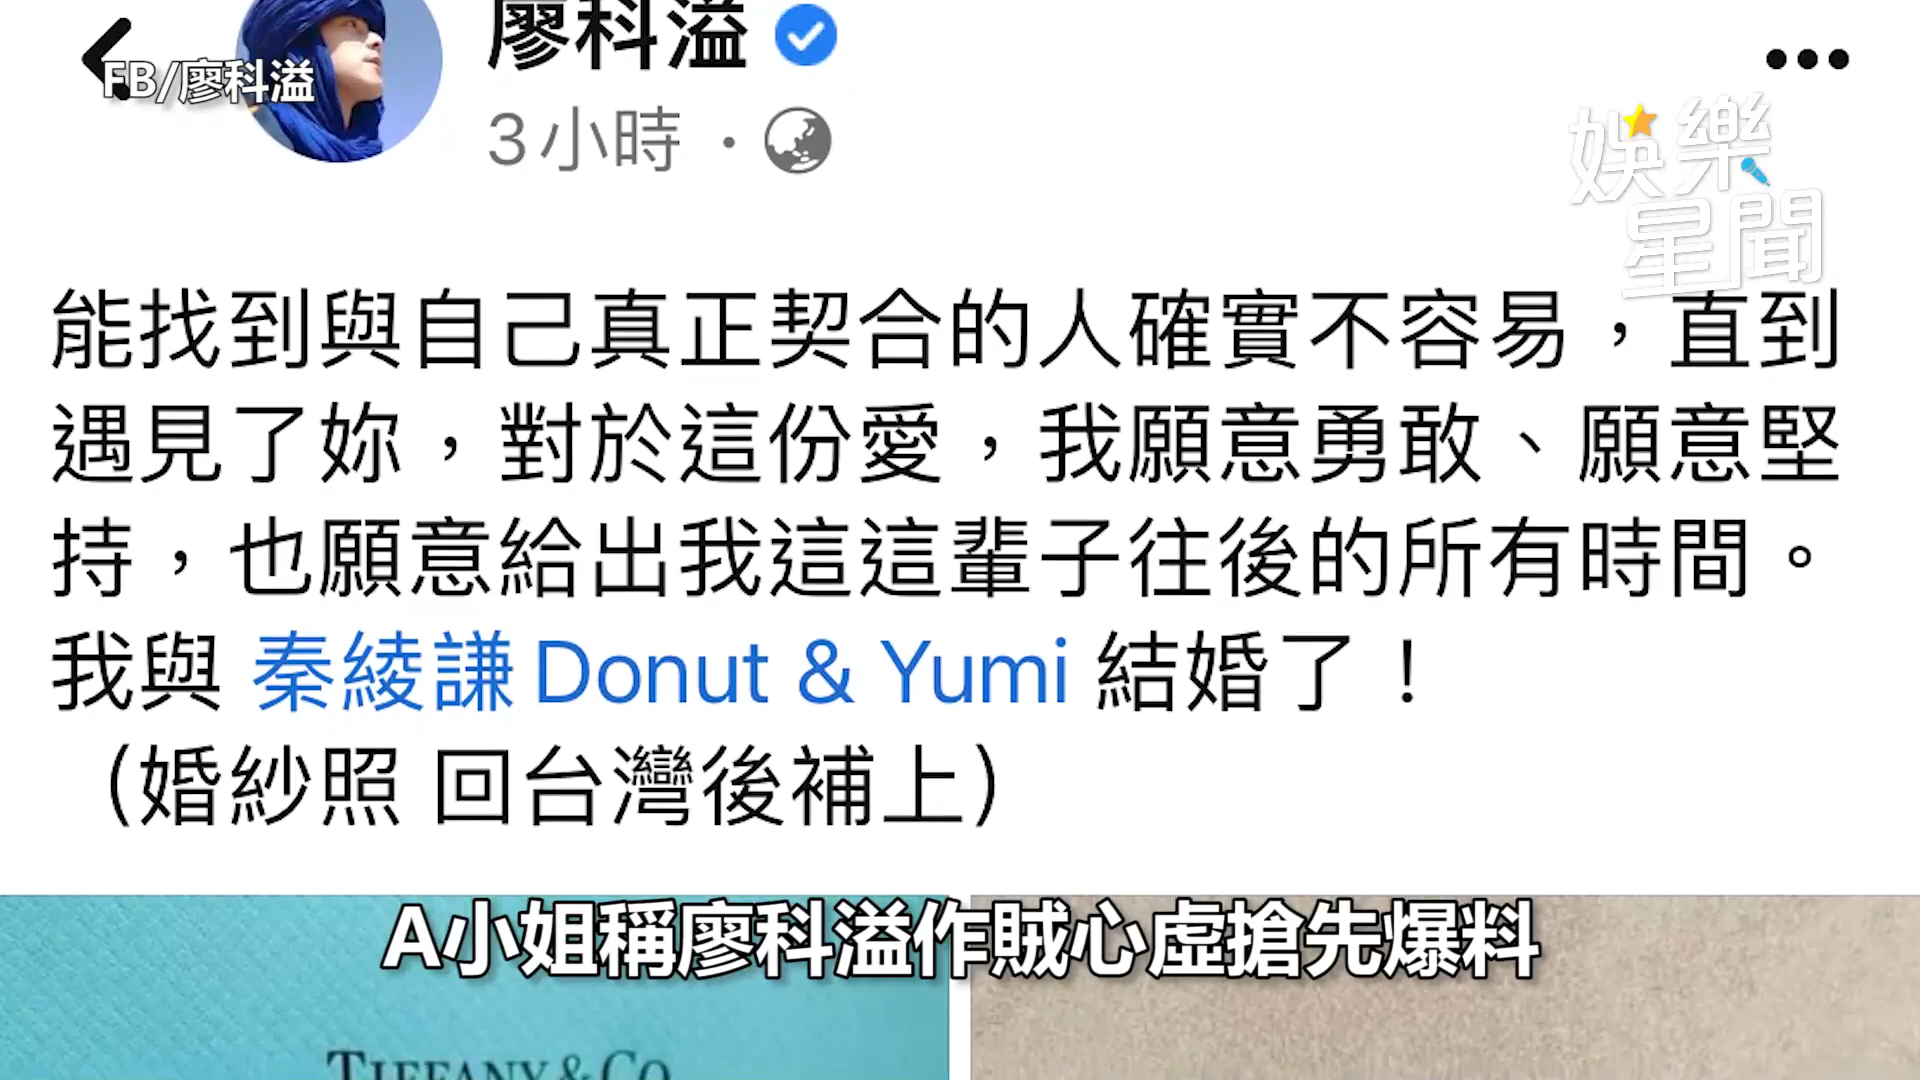 廖科溢
FB/廖科溢
3小時
娛樂
星聞
能找到與自己真正契合的人確實不容易，直到
遇見了妳，對於這份愛，我願意勇敢、願意堅
持，也願意給出我這這輩子往後的所有時間。
我與 秦綾謙Donut & Yumi 結婚了！
（婚紗照 回台灣後補上）
A小姐稱廖科溢作賊心虛搶先爆料
TIFFANY & CO